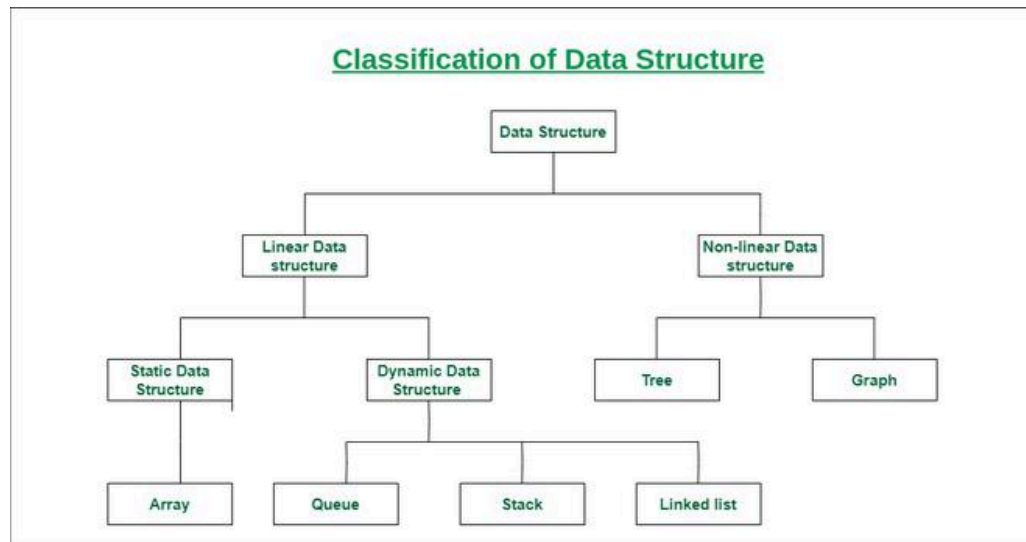 Classification of Data Structure
Data Structure
Linear Data
structure
Non-linear Data
structure
Static Data
Structure
Dynamic Data
Structure
Tree
Graph
Array
Queue
Stack
Linked list